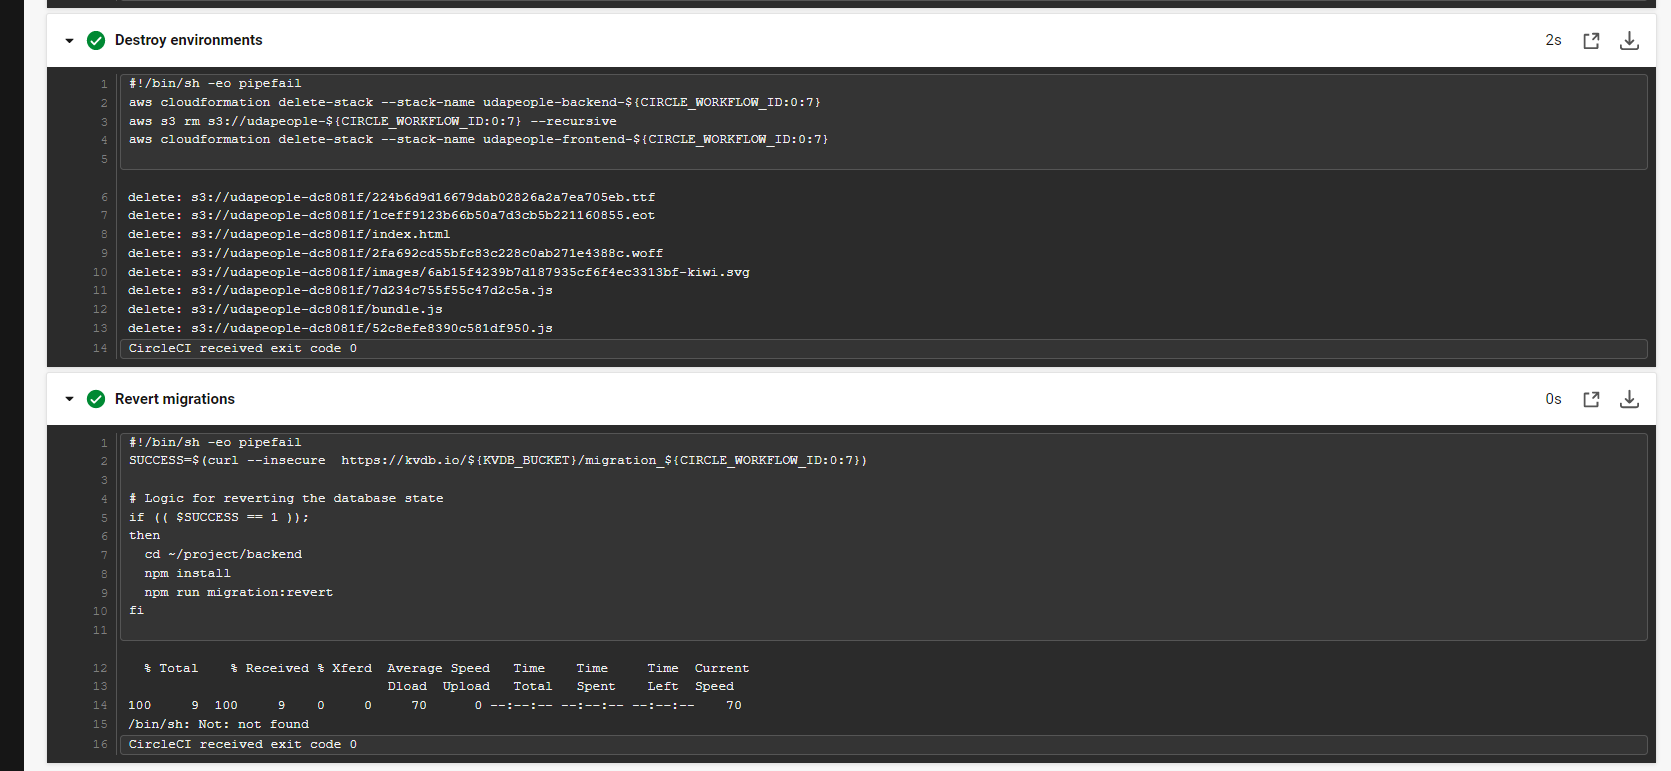 Destroy environments 2s
1 #!/bin/sh -eo pipefail
2 aws cloudformation delete-stack --stack-name udapeople-backend-${CIRCLE_WORKFLOW_ID:0:7}
3 aws s3 rm s3://udapeople-${CIRCLE_WORKFLOW_ID:0:7} --recursive
4 aws cloudformation delete-stack --stack-name udapeople-frontend-${CIRCLE_WORKFLOW_ID:0:7}
5
6 delete: s3://udapeople-dc8081f/224b6d9d16679dab02826a2a7ea705eb.ttf
7 delete: s3://udapeople-dc8081f/1ceff9123b66b50a7d3cb5b221160855.eot
8 delete: s3://udapeople-dc8081f/index.html
9 delete: s3://udapeople-dc8081f/2fa692cd55bfc83c228c0ab271e4388c.woff
10 delete: s3://udapeople-dc8081f/images/6ab15f4239b7d187935cf6f4ec3313bf-kiwi.svg
11 delete: s3://udapeople-dc8081f/7d234c755f55c47d2c5a.js
12 delete: s3://udapeople-dc8081f/bundle.js
13 delete: s3://udapeople-dc8081f/52c8efe8390c581df950.js
14 CircleCI received exit code 0
Revert migrations 0s
1 #!/bin/sh -eo pipefail
2 SUCCESS=$(curl --insecure  https://kvdb.io/${KVDB_BUCKET}/migration_${CIRCLE_WORKFLOW_ID:0:7})
3
4 # Logic for reverting the database state
5 if (( $SUCCESS == 1 ));
6 then
7   cd ~/project/backend
8   npm install
9   npm run migration:revert
10 fi
11
12   % Total    % Received % Xferd  Average Speed   Time    Time     Time  Current
13                                  Dload  Upload   Total   Spent    Left  Speed
14 100     9  100     9    0     0     70      0 --:--:-- --:--:-- --:--:--    70
15 /bin/sh: Not: not found
16 CircleCI received exit code 0